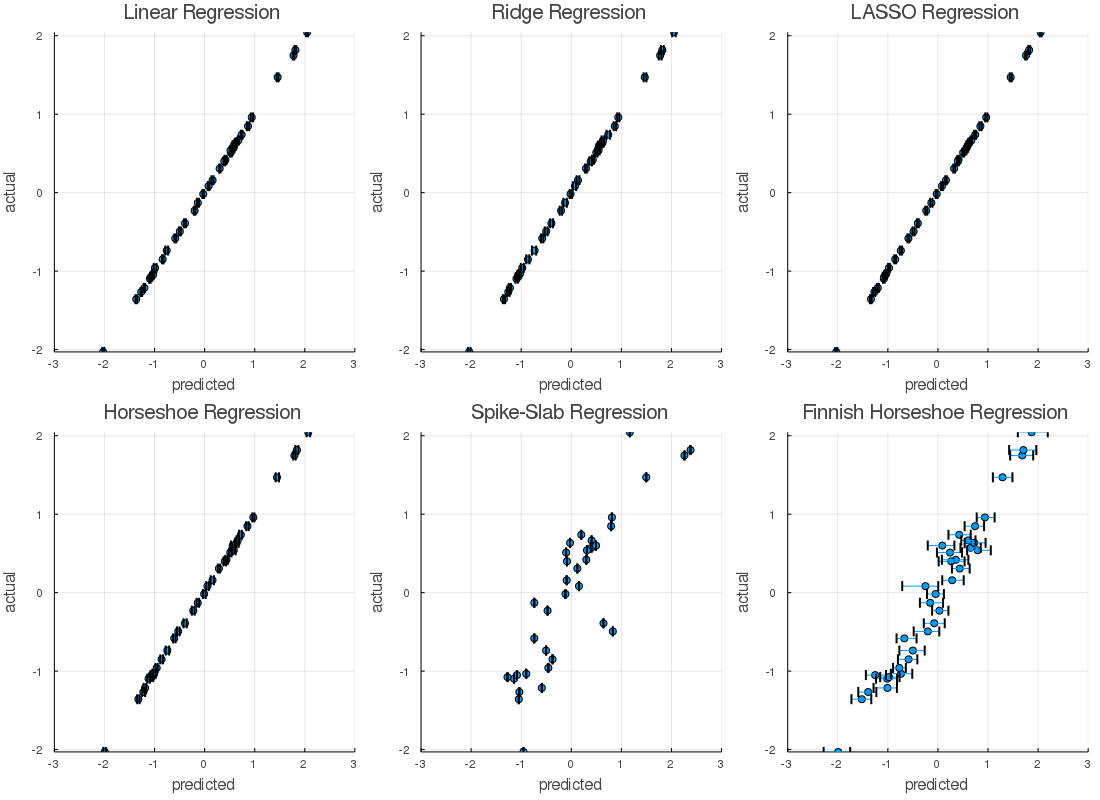 Linear Regression
Ridge Regression
LASSO Regression
2
1
0
-1
-2
actual
-3 -2 -1 0 1 2 3
predicted
2
1
0
-1
-2
actual
-3 -2 -1 0 1 2 3
predicted
2
1
0
-1
-2
actual
-3 -2 -1 0 1 2 3
predicted
Horseshoe Regression
Spike-Slab Regression
Finnish Horseshoe Regression
2
1
0
-1
-2
actual
-3 -2 -1 0 1 2 3
predicted
2
1
0
-1
-2
actual
-3 -2 -1 0 1 2 3
predicted
2
1
0
-1
-2
actual
-3 -2 -1 0 1 2 3
predicted